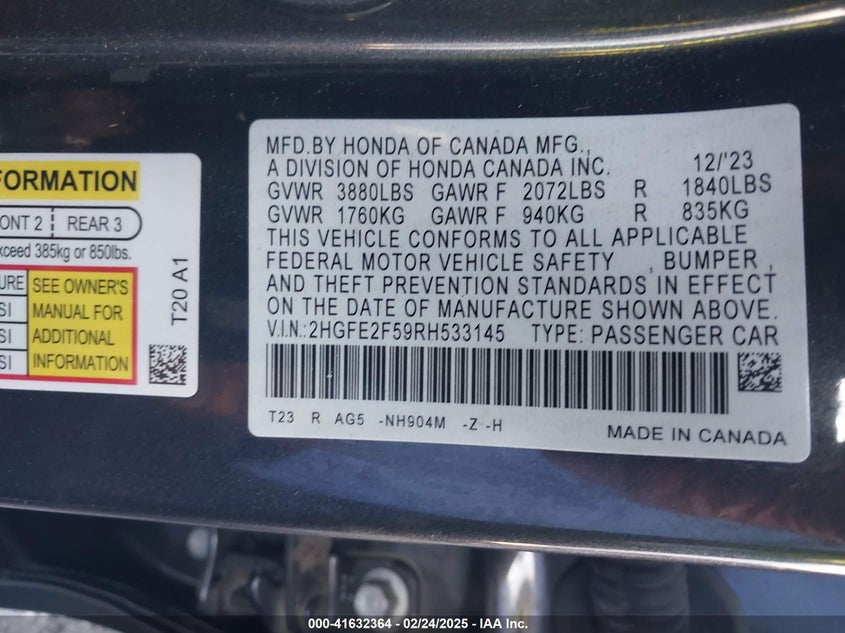 FORMATION
ONT 2 REAR 3
xceed 385kg or 850lbs.
URE SEE OWNER'S
SI MANUAL FOR
SI ADDITIONAL
SI INFORMATION
T20 A1
MFD.BY HONDA OF CANADA MFG.,
A DIVISION OF HONDA CANADA INC. 12/'23
GVWR 3880LBS GAWR F 2072LBS R 1840LBS
GVWR 1760KG GAWR F 940KG R 835KG
THIS VEHICLE CONFORMS TO ALL APPLICABLE
FEDERAL MOTOR VEHICLE SAFETY , BUMPER ,
AND THEFT PREVENTION STANDARDS IN EFFECT
ON THE DATE OF MANUFACTURE SHOWN ABOVE.
V.I.N.:2HGFE2F59RH533145 TYPE: PASSENGER CAR
T23 R AG5 -NH904M -Z -H
MADE IN CANADA
000-41632364 - 02/24/2025 - IAA Inc.